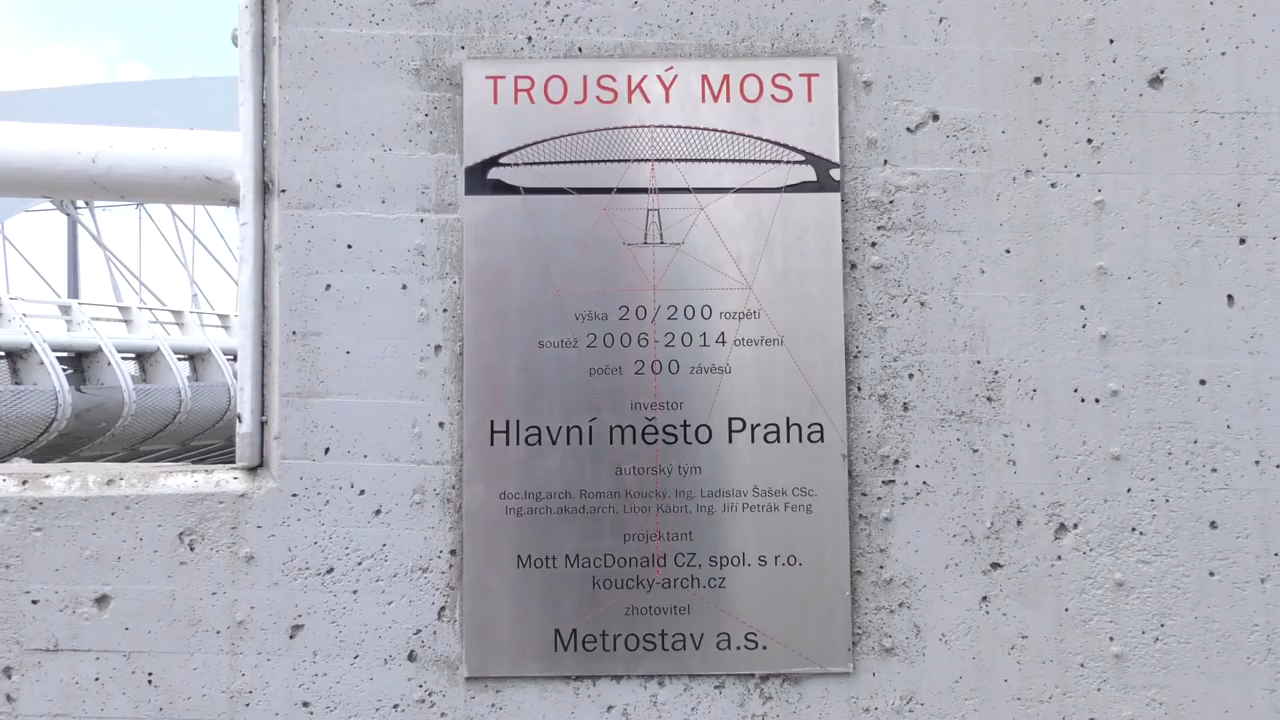 TROJSKÝ MOST
výška 20/200 rozpětí
soutěž 2006-2014 otevření
počet 200 závěsů
investor
Hlavní město Praha
autorský tým
doc.Ing.arch. Roman Koucký, Ing. Ladislav Šašek CSc.
Ing.arch.akad.arch. Libor Kábrt, Ing. Jiří Petrák Feng
projektant
Mott MacDonald CZ, spol. s r.o.
koucky-arch.cz
zhotovitel
Metrostav a.s.